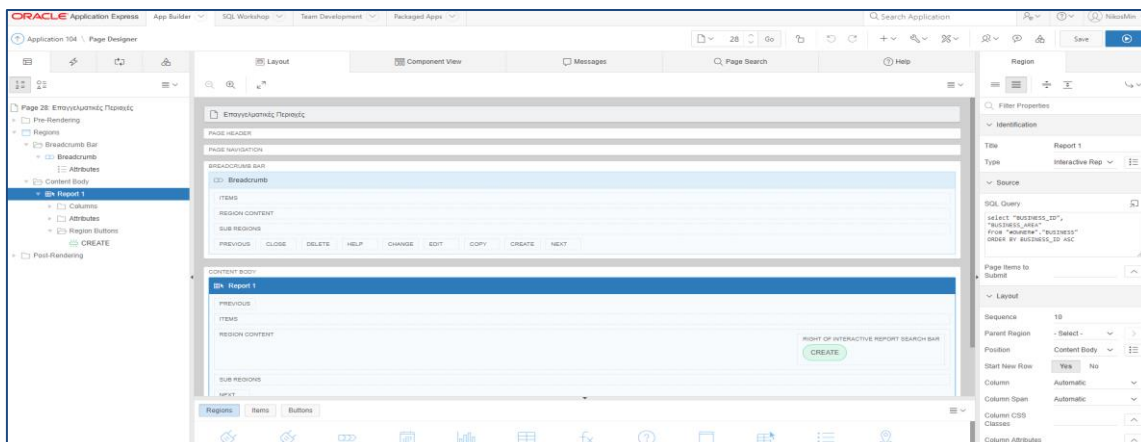 ORACLE Application Express App Builder SQL Workshop Team Development Packaged Apps Search Application NikosMin
Application 104 \ Page Designer 28 Go Save
Layout Component View Messages Page Search Help Region
Page 28: Επαγγελματικές Περιοχές
Pre-Rendering
Regions
Breadcrumb Bar
Breadcrumb
Attributes
Content Body
Report 1
Columns
Attributes
Region Buttons
CREATE
Post-Rendering
Επαγγελματικές Περιοχές
PAGE HEADER
PAGE NAVIGATION
BREADCRUMB BAR
Breadcrumb
ITEMS
REGION CONTENT
SUB REGIONS
PREVIOUS CLOSE DELETE HELP CHANGE EDIT COPY CREATE NEXT
CONTENT BODY
Report 1
PREVIOUS
ITEMS
REGION CONTENT
RIGHT OF INTERACTIVE REPORT SEARCH BAR
CREATE
SUB REGIONS
NEXT
Regions Items Buttons
Filter Properties
Identification
Title Report 1
Type Interactive Rep
Source
SQL Query
select "BUSINESS_ID",
"BUSINESS_AREA"
from "#OWNER#"."BUSINESS"
ORDER BY BUSINESS_ID ASC
Page Items to
Submit
Layout
Sequence 10
Parent Region - Select -
Position Content Body
Start New Row Yes No
Column Automatic
Column Span Automatic
Column CSS
Classes
Column Attributes